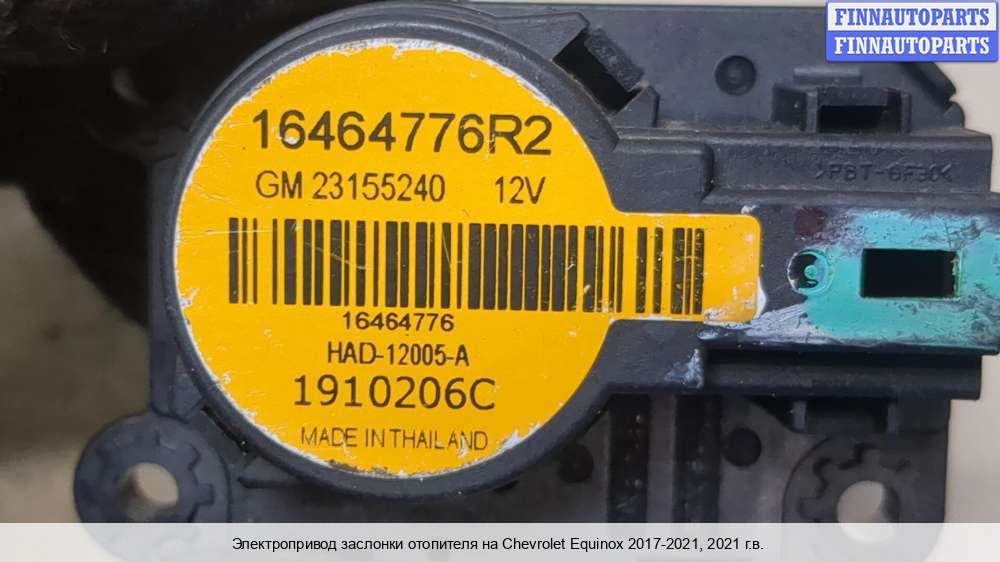 FINNAUTOPARTS
FINNAUTOPARTS
16464776R2
GM 23155240 12V
>PBT-GF30<
16464776
HAD-12005-A
1910206C
MADE IN THAILAND
Электропривод заслонки отопителя на Chevrolet Equinox 2017-2021, 2021 г.в.